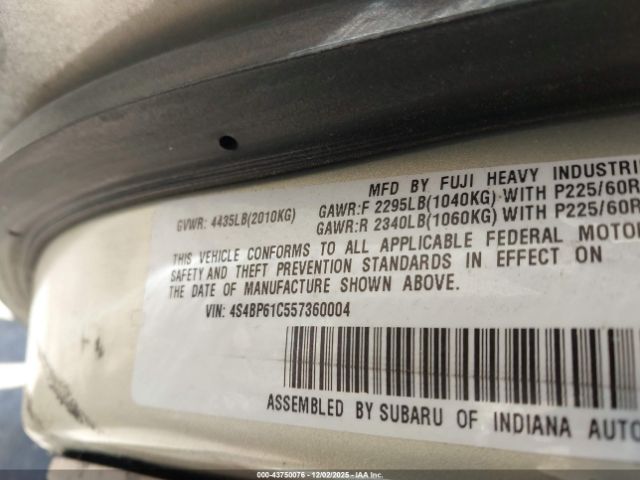 MFD BY FUJI HEAVY INDUSTRI
GVWR: 4435LB(2010KG)
GAWR:F 2295LB(1040KG) WITH P225/60R
GAWR:R 2340LB(1060KG) WITH P225/60R
THIS VEHICLE CONFORMS TO ALL APPLICABLE FEDERAL MOTOR
SAFETY AND THEFT PREVENTION STANDARDS IN EFFECT ON
THE DATE OF MANUFACTURE SHOWN ABOVE.
VIN: 4S4BP61C557360004
ASSEMBLED BY SUBARU OF INDIANA AUTO
000-43750076 - 12/02/2025 - IAA Inc.